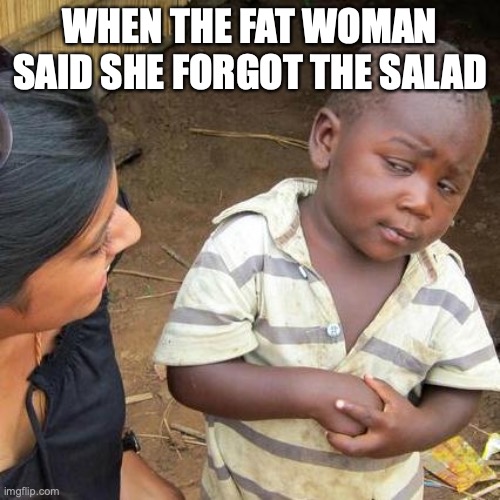 WHEN THE FAT WOMAN
SAID SHE FORGOT THE SALAD
imgflip.com